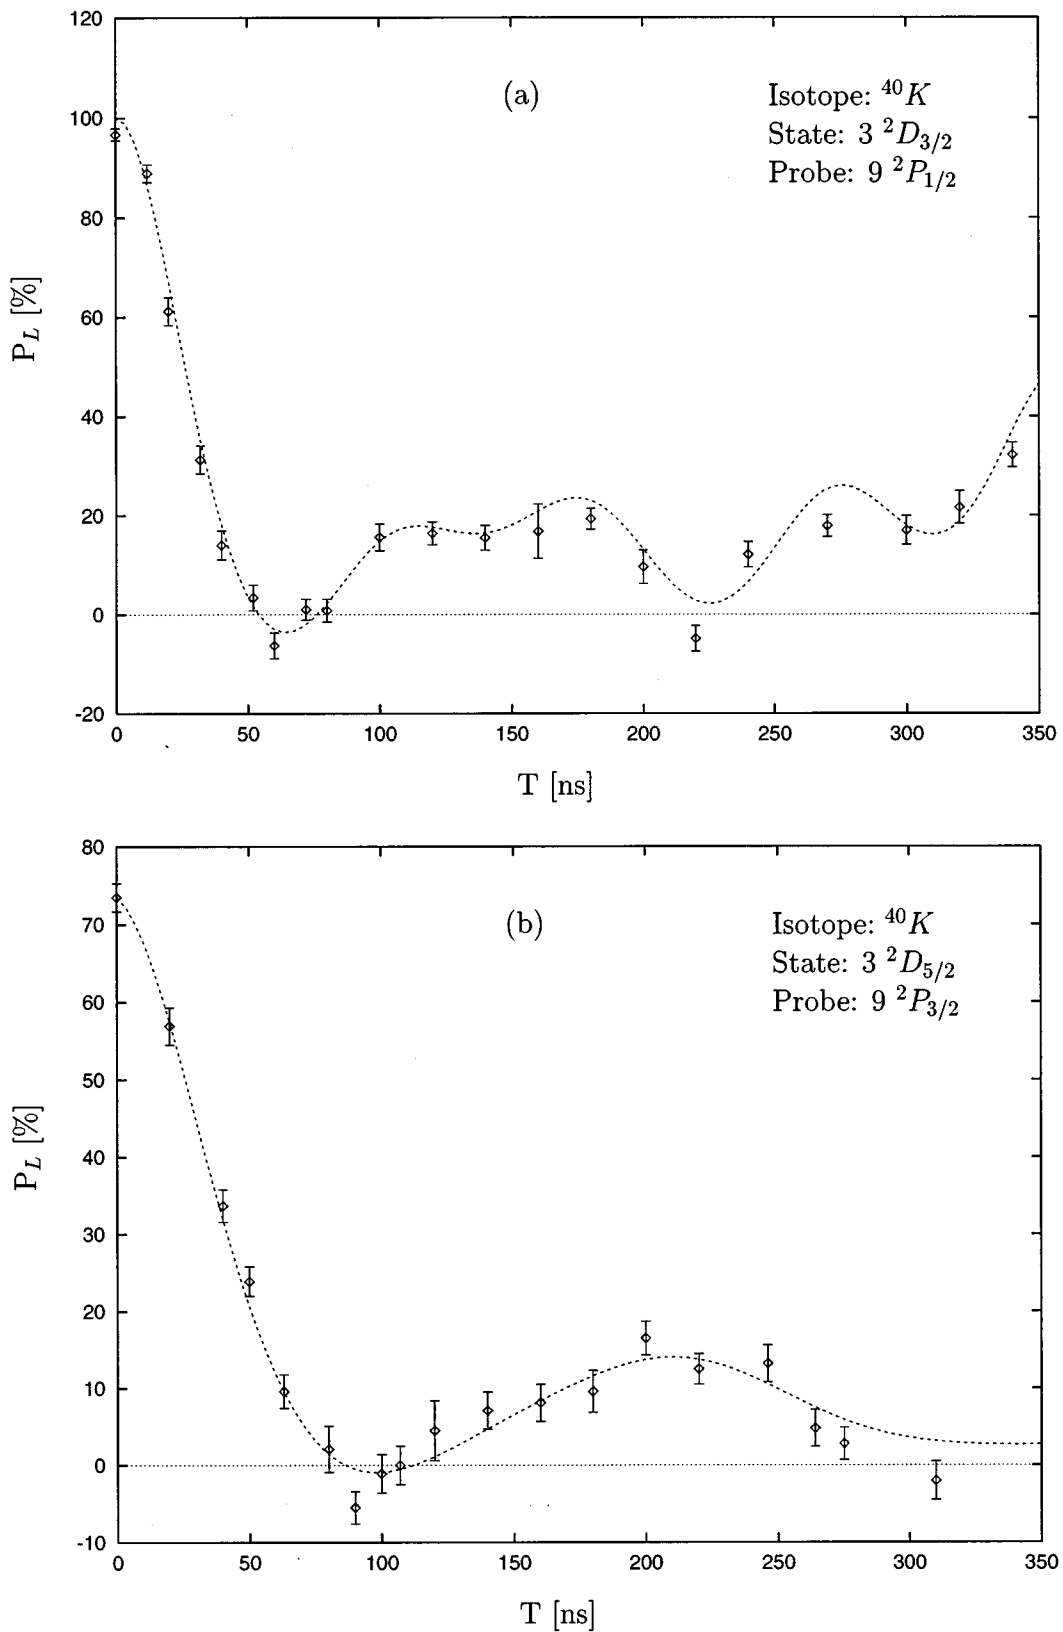 120
100
80
60
40
20
0
-20
P_L [%]
(a)
Isotope: ⁴⁰K
State: 3 ²D₃/₂
Probe: 9 ²P₁/₂
0 50 100 150 200 250 300 350
T [ns]
80
70
60
50
40
30
20
10
0
-10
P_L [%]
(b)
Isotope: ⁴⁰K
State: 3 ²D₅/₂
Probe: 9 ²P₃/₂
0 50 100 150 200 250 300 350
T [ns]